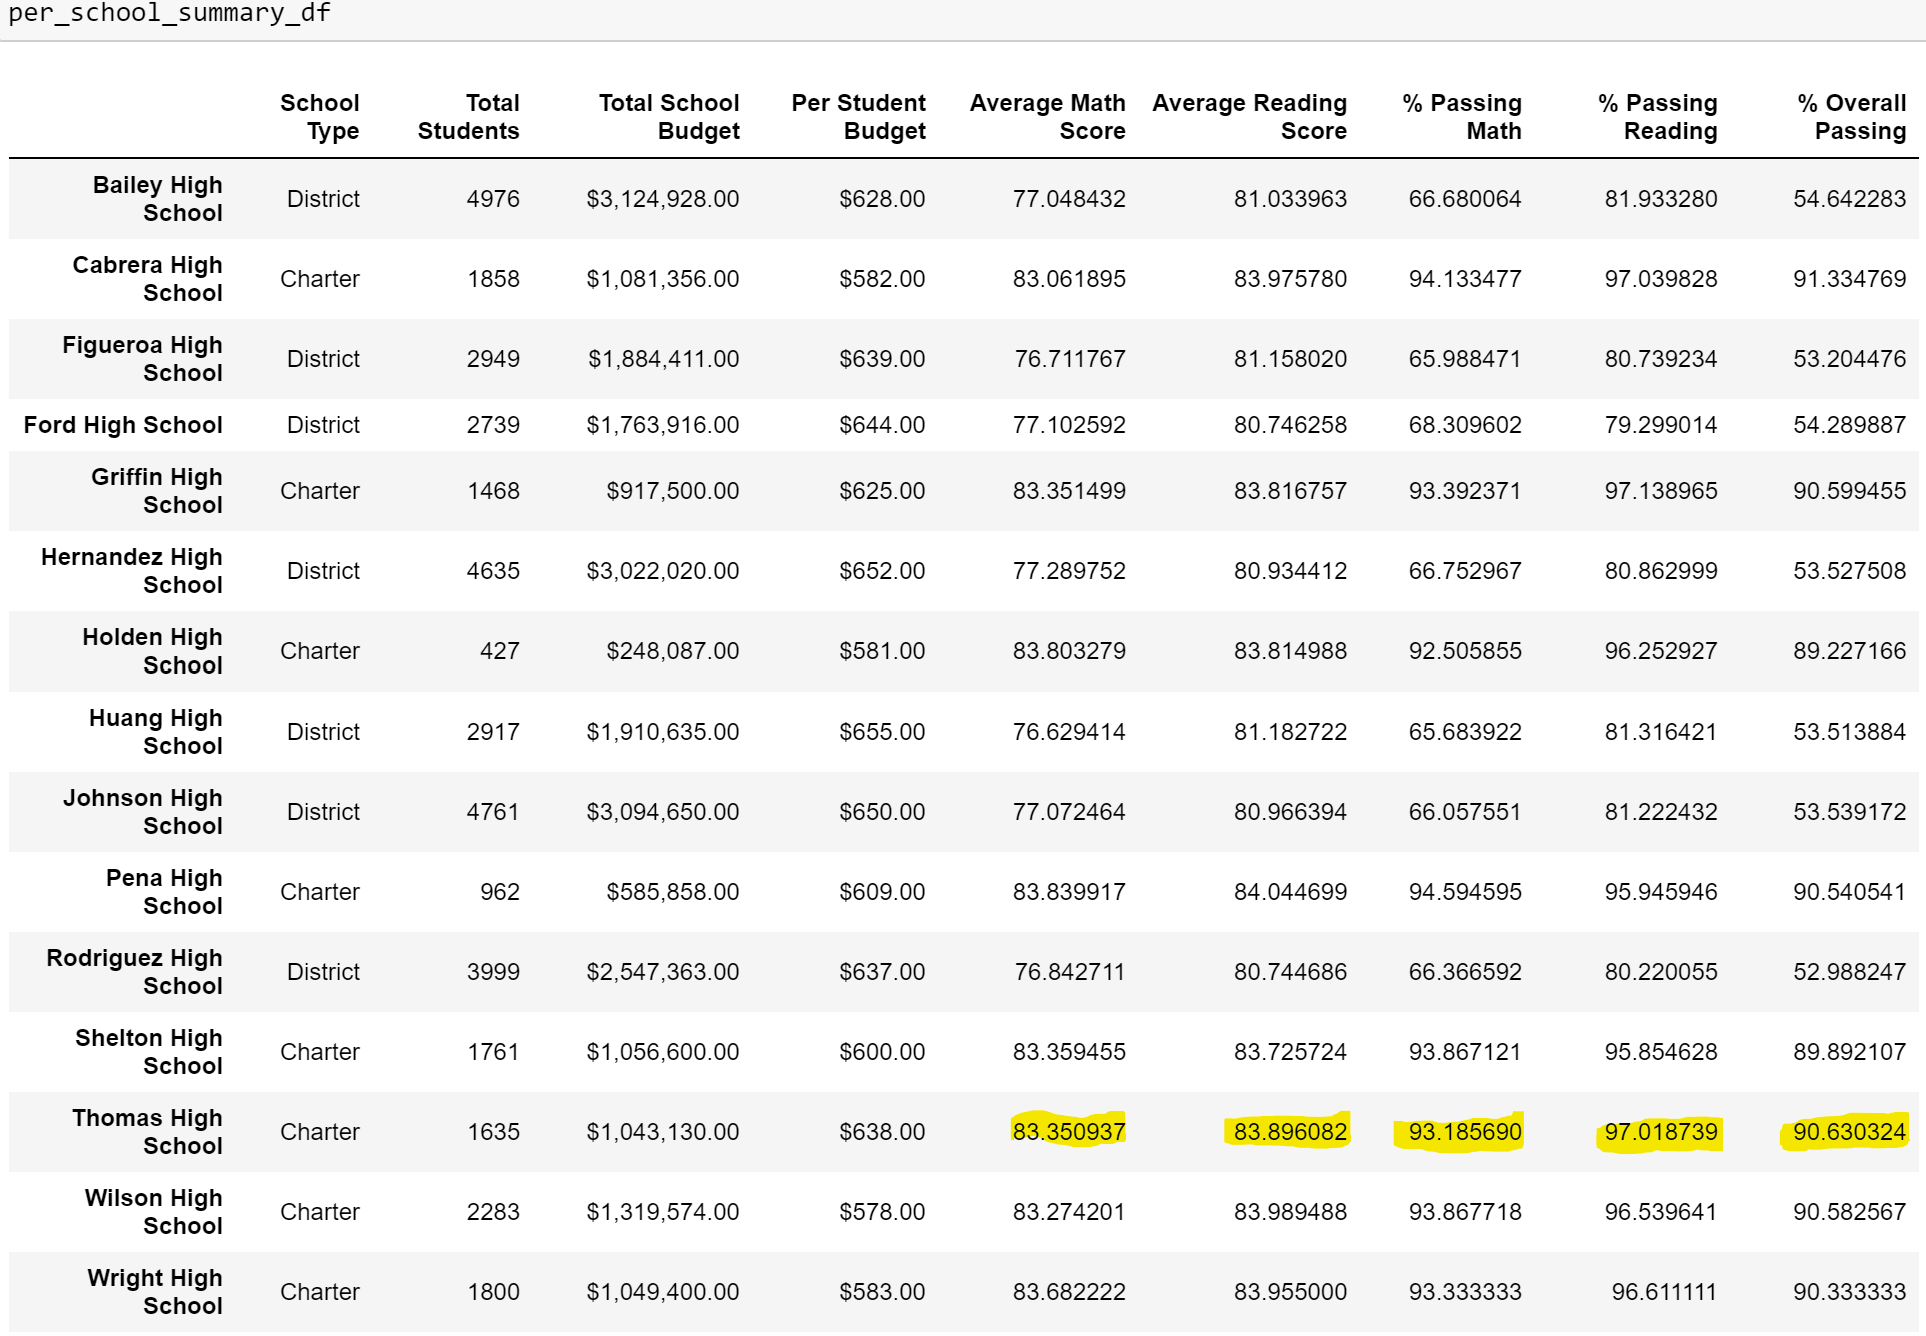 per_school_summary_df
School Type Total Students Total School Budget Per Student Budget Average Math Score Average Reading Score % Passing Math % Passing Reading % Overall Passing
Bailey High School District 4976 $3,124,928.00 $628.00 77.048432 81.033963 66.680064 81.933280 54.642283
Cabrera High School Charter 1858 $1,081,356.00 $582.00 83.061895 83.975780 94.133477 97.039828 91.334769
Figueroa High School District 2949 $1,884,411.00 $639.00 76.711767 81.158020 65.988471 80.739234 53.204476
Ford High School District 2739 $1,763,916.00 $644.00 77.102592 80.746258 68.309602 79.299014 54.289887
Griffin High School Charter 1468 $917,500.00 $625.00 83.351499 83.816757 93.392371 97.138965 90.599455
Hernandez High School District 4635 $3,022,020.00 $652.00 77.289752 80.934412 66.752967 80.862999 53.527508
Holden High School Charter 427 $248,087.00 $581.00 83.803279 83.814988 92.505855 96.252927 89.227166
Huang High School District 2917 $1,910,635.00 $655.00 76.629414 81.182722 65.683922 81.316421 53.513884
Johnson High School District 4761 $3,094,650.00 $650.00 77.072464 80.966394 66.057551 81.222432 53.539172
Pena High School Charter 962 $585,858.00 $609.00 83.839917 84.044699 94.594595 95.945946 90.540541
Rodriguez High School District 3999 $2,547,363.00 $637.00 76.842711 80.744686 66.366592 80.220055 52.988247
Shelton High School Charter 1761 $1,056,600.00 $600.00 83.359455 83.725724 93.867121 95.854628 89.892107
Thomas High School Charter 1635 $1,043,130.00 $638.00 83.350937 83.896082 93.185690 97.018739 90.630324
Wilson High School Charter 2283 $1,319,574.00 $578.00 83.274201 83.989488 93.867718 96.539641 90.582567
Wright High School Charter 1800 $1,049,400.00 $583.00 83.682222 83.955000 93.333333 96.611111 90.333333